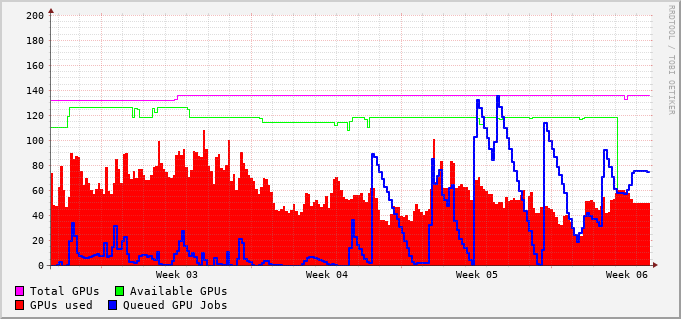 200
180
160
140
120
100
80
60
40
20
0
Week 03 Week 04 Week 05 Week 06
Total GPUs Available GPUs
GPUs used Queued GPU Jobs
RRDTOOL / TOBI OETIKER